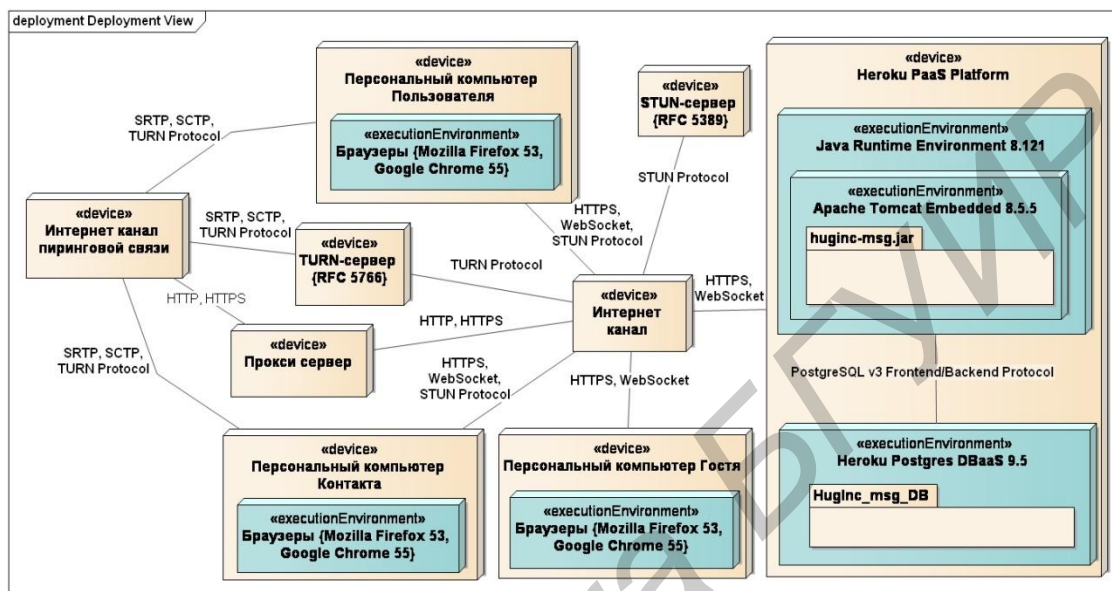 deployment Deployment View
«device»
Персональный компьютер
Пользователя
«executionEnvironment»
Браузеры {Mozilla Firefox 53,
Google Chrome 55}
«device»
STUN-сервер
{RFC 5389}
«device»
Heroku PaaS Platform
«executionEnvironment»
Java Runtime Environment 8.121
«executionEnvironment»
Apache Tomcat Embedded 8.5.5
huginc-msg.jar
SRTP, SCTP,
TURN Protocol
STUN Protocol
«device»
Интернет канал
пиринговой связи
SRTP, SCTP,
TURN Protocol
«device»
TURN-сервер
{RFC 5766}
HTTPS,
WebSocket,
STUN Protocol
TURN Protocol
«device»
Интернет
канал
HTTPS,
WebSocket
HTTP, HTTPS
HTTP, HTTPS
«device»
Прокси сервер
SRTP, SCTP,
TURN Protocol
HTTPS,
WebSocket,
STUN Protocol
HTTPS, WebSocket
PostgreSQL v3 Frontend/Backend Protocol
«device»
Персональный компьютер
Контакта
«executionEnvironment»
Браузеры {Mozilla Firefox 53,
Google Chrome 55}
«device»
Персональный компьютер Гостя
«executionEnvironment»
Браузеры {Mozilla Firefox 53,
Google Chrome 55}
«executionEnvironment»
Heroku Postgres DBaaS 9.5
HugInc_msg_DB
БГУИР